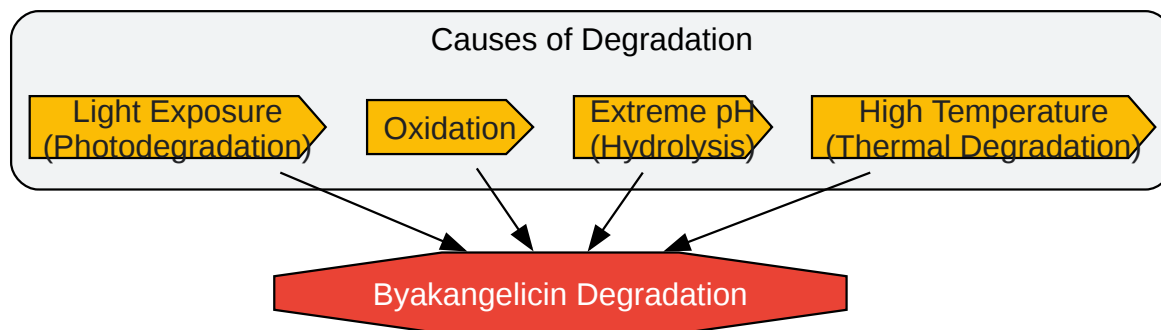 Causes of Degradation
Light Exposure
(Photodegradation)
Oxidation
Extreme pH
(Hydrolysis)
High Temperature
(Thermal Degradation)
Byakangelicin Degradation